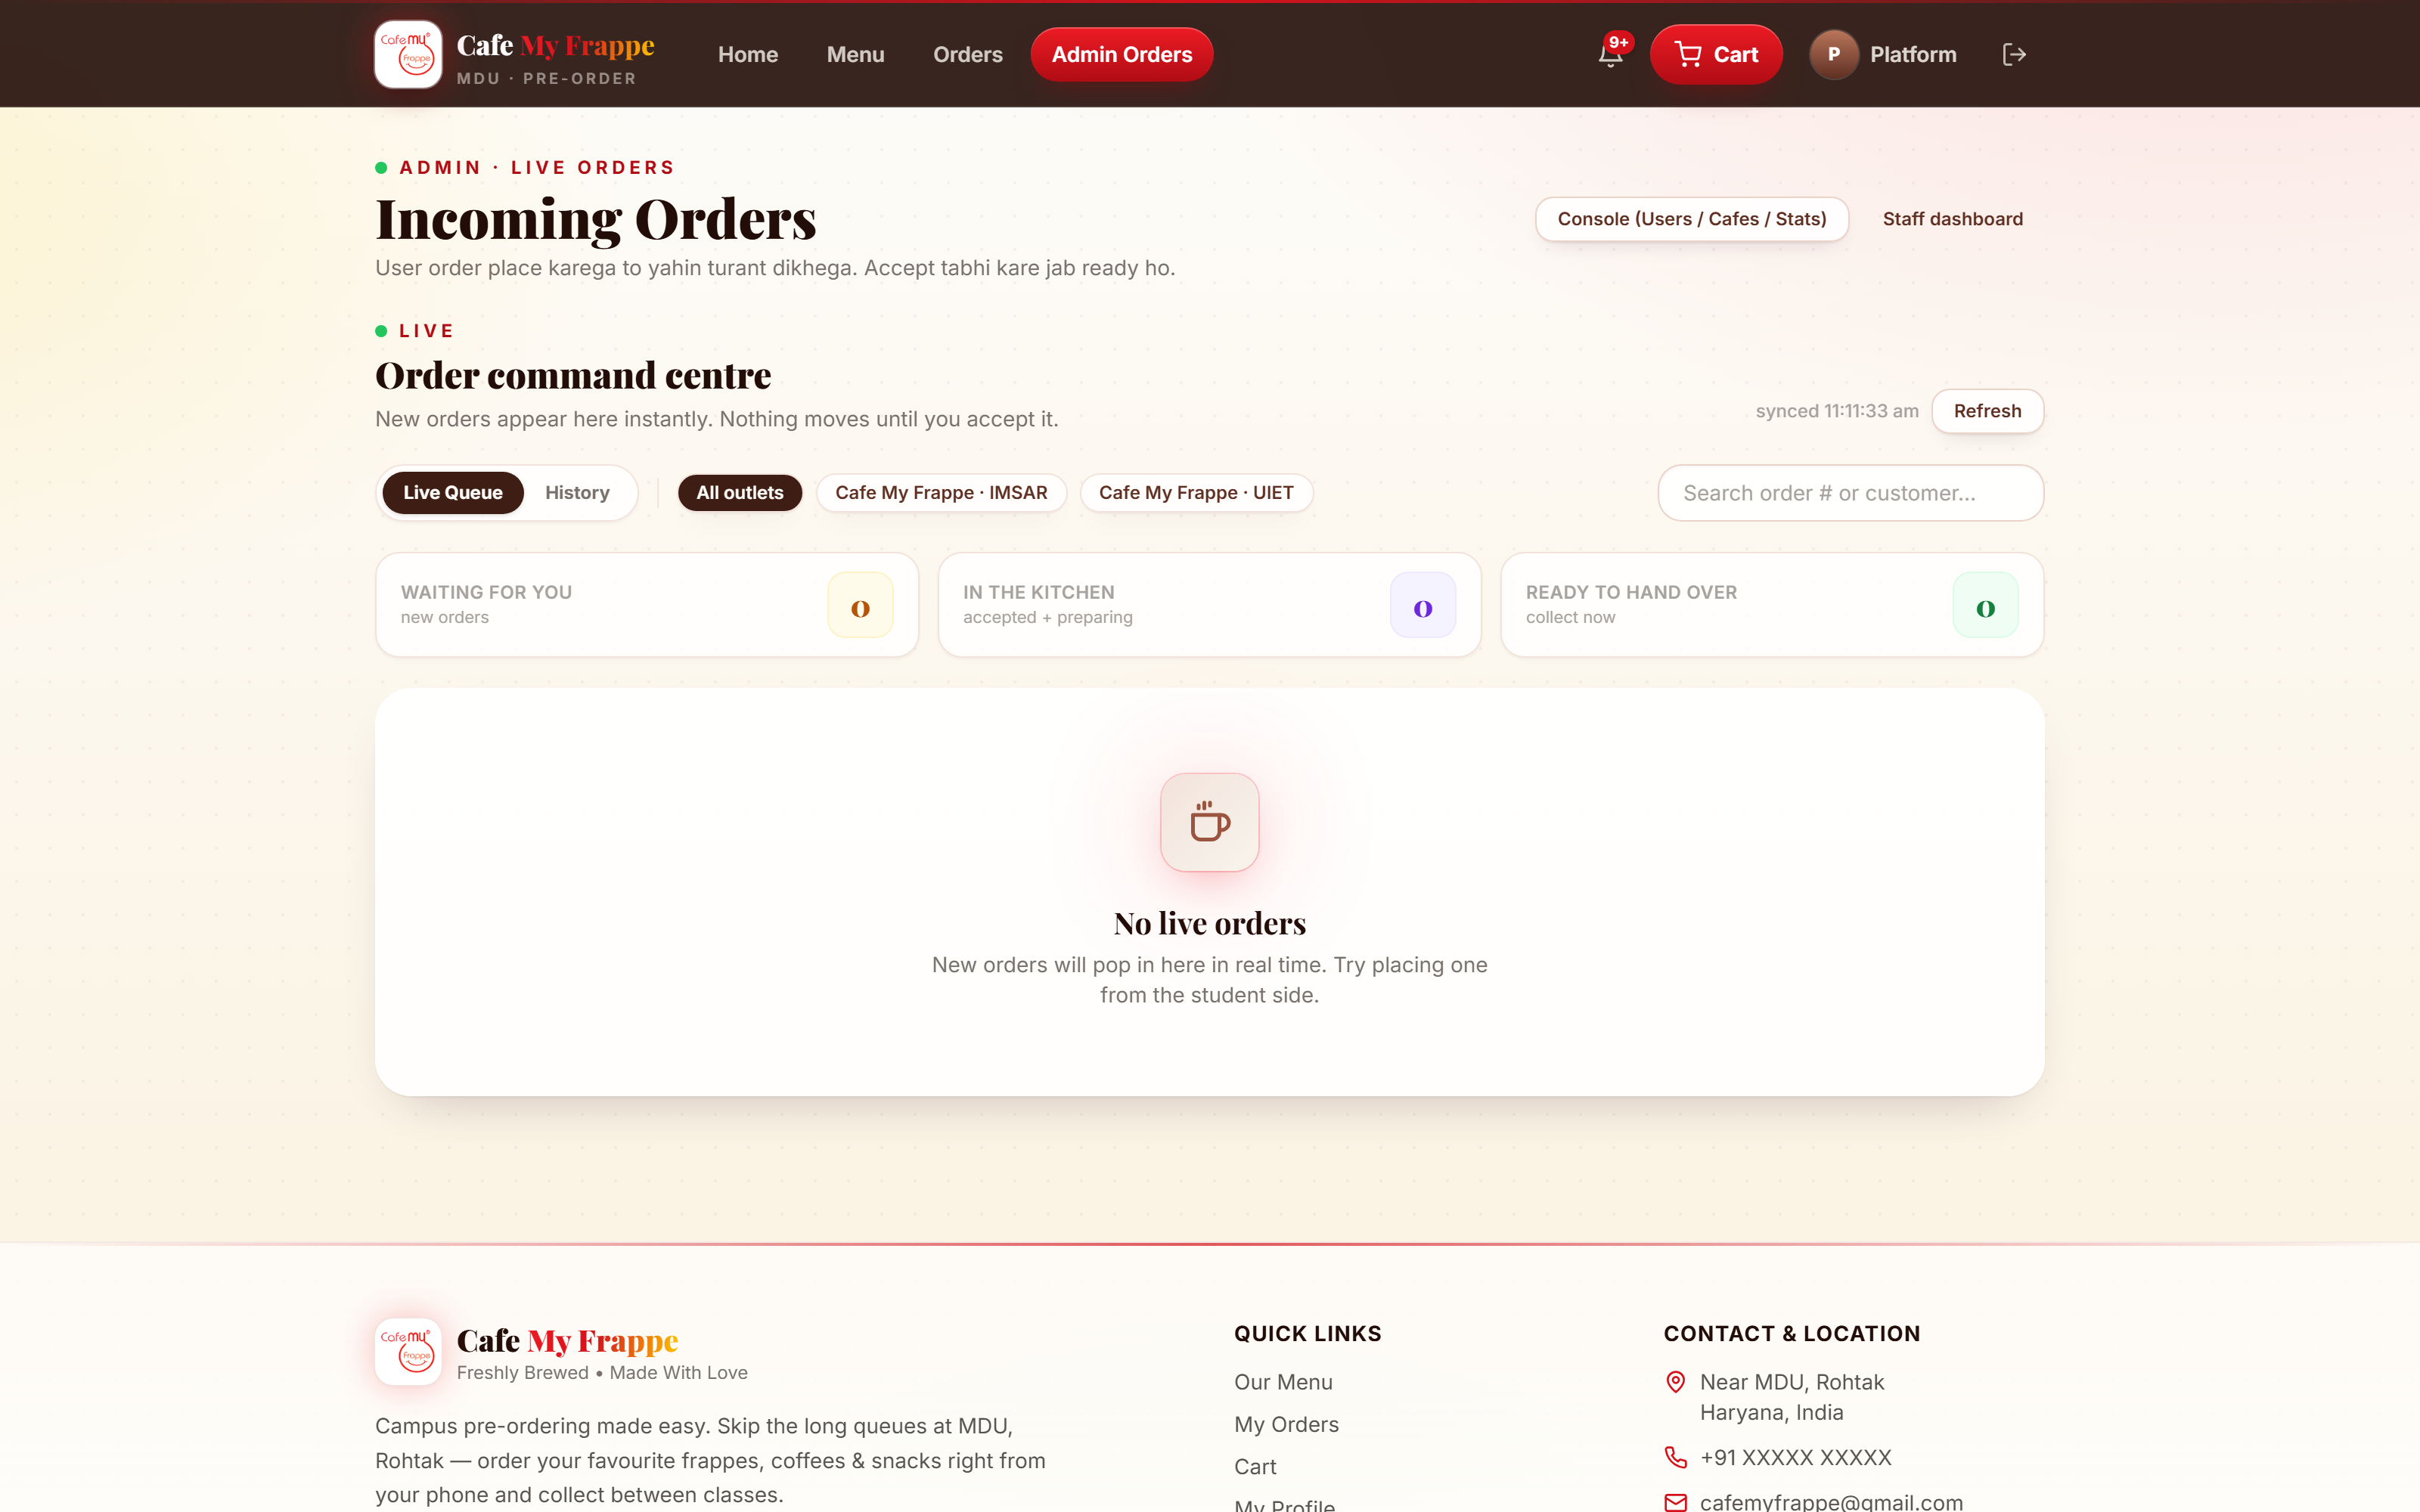 Cafe my
Frappe
Cafe My Frappe
MDU · PRE-ORDER
Home
Menu
Orders
Admin Orders
9+
Cart
P
Platform
ADMIN · LIVE ORDERS
Incoming Orders
User order place karega to yahin turant dikhega. Accept tabhi kare jab ready ho.
Console (Users / Cafes / Stats)
Staff dashboard
LIVE
Order command centre
New orders appear here instantly. Nothing moves until you accept it.
synced 11:11:33 am
Refresh
Live Queue
History
All outlets
Cafe My Frappe · IMSAR
Cafe My Frappe · UIET
Search order # or customer...
WAITING FOR YOU
new orders
0
IN THE KITCHEN
accepted + preparing
0
READY TO HAND OVER
collect now
0
No live orders
New orders will pop in here in real time. Try placing one
from the student side.
Cafe my
Frappe
Cafe My Frappe
Freshly Brewed • Made With Love
Campus pre-ordering made easy. Skip the long queues at MDU,
Rohtak — order your favourite frappes, coffees & snacks right from
your phone and collect between classes.
QUICK LINKS
Our Menu
My Orders
Cart
My Profile
CONTACT & LOCATION
Near MDU, Rohtak
Haryana, India
+91 XXXXX XXXXX
cafemyfrappe@gmail.com